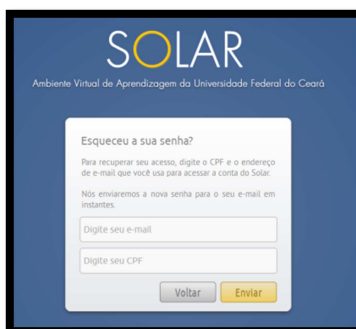 SOLAR
Ambiente Virtual de Aprendizagem da Universidade Federal do Ceará
Esqueceu a sua senha?
Para recuperar seu acesso, digite o CPF e o endereço
de e-mail que você usa para acessar a conta do Solar.
Nós enviaremos a nova senha para o seu e-mail em
instantes.
Digite seu e-mail
Digite seu CPF
Voltar Enviar